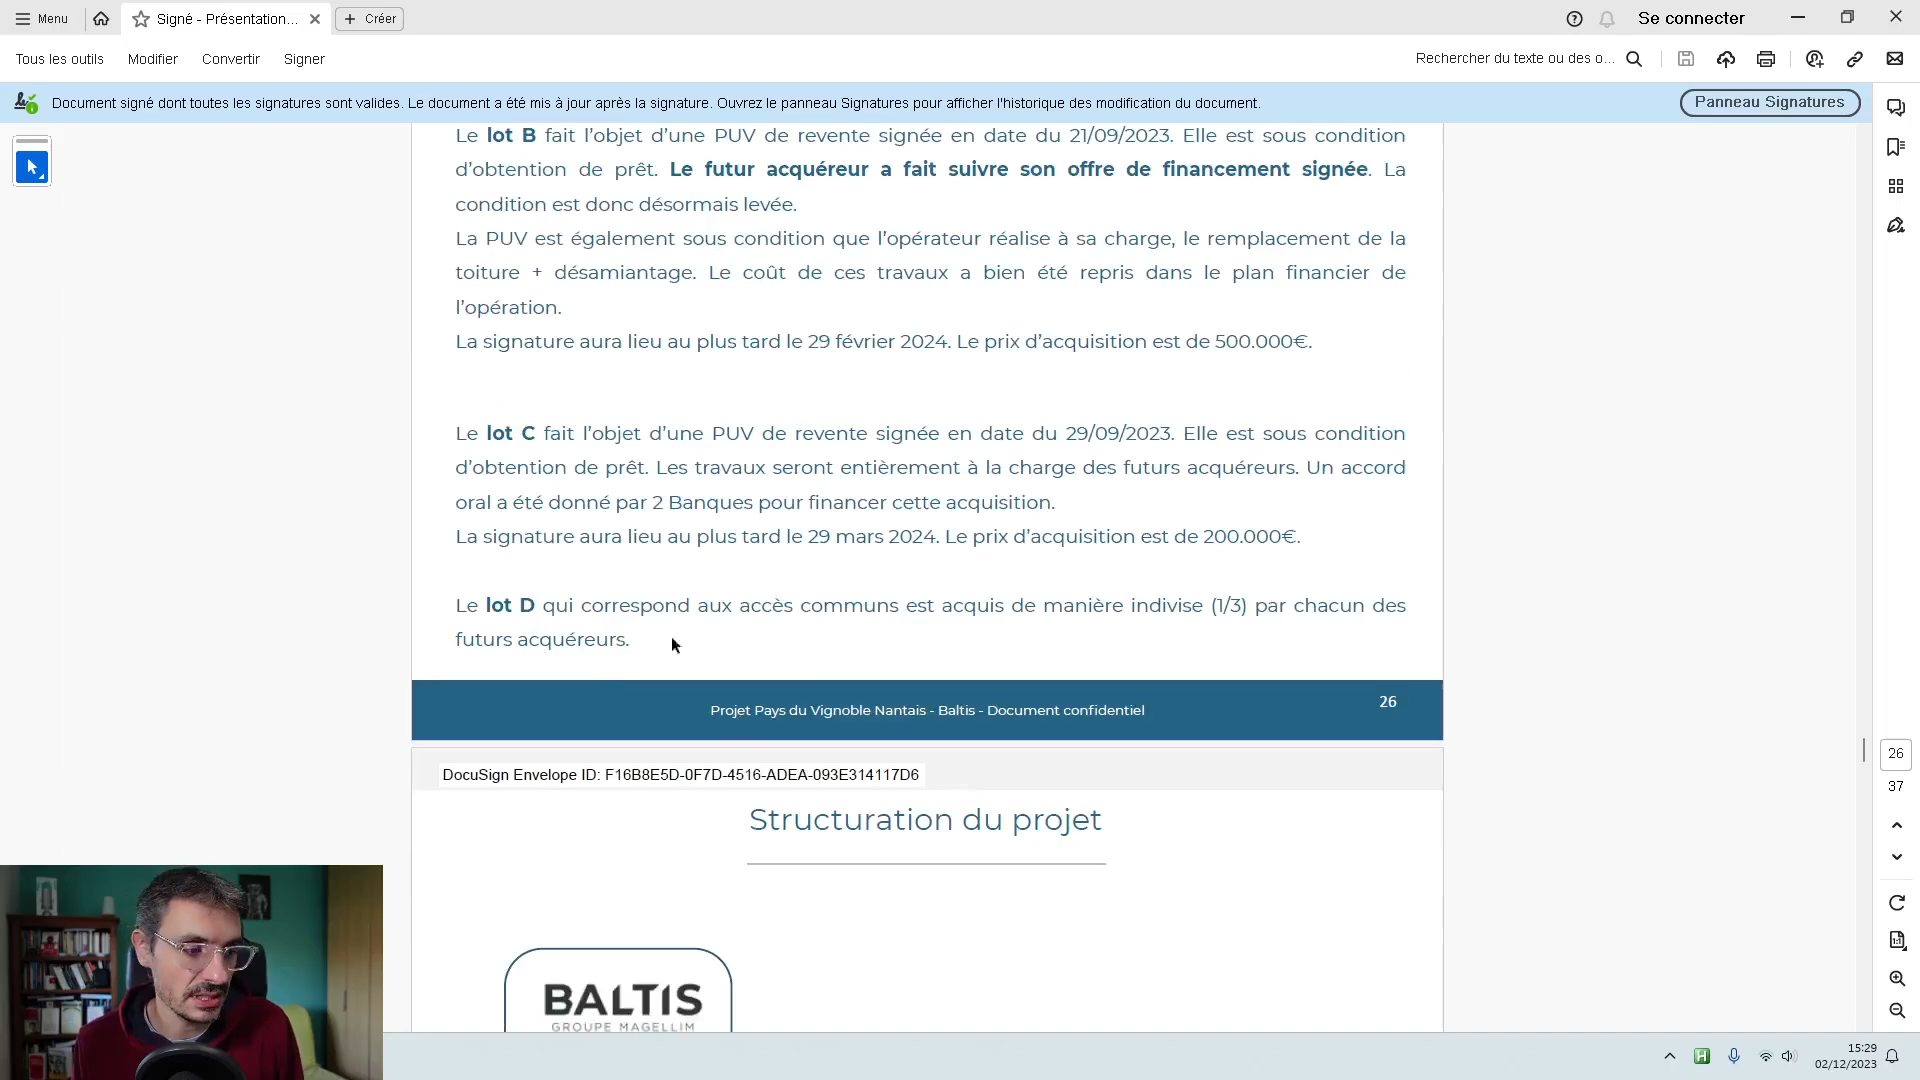 Menu
Signé - Présentation...
Créer
Se connecter
Tous les outils
Modifier
Convertir
Signer
Rechercher du texte ou des o...
Document signé dont toutes les signatures sont valides. Le document a été mis à jour après la signature. Ouvrez le panneau Signatures pour afficher l'historique des modification du document.
Panneau Signatures
Le lot B fait l'objet d'une PUV de revente signée en date du 21/09/2023. Elle est sous condition
d'obtention de prêt. Le futur acquéreur a fait suivre son offre de financement signée. La
condition est donc désormais levée.
La PUV est également sous condition que l'opérateur réalise à sa charge, le remplacement de la
toiture + désamiantage. Le coût de ces travaux a bien été repris dans le plan financier de
l'opération.
La signature aura lieu au plus tard le 29 février 2024. Le prix d'acquisition est de 500.000€.
Le lot C fait l'objet d'une PUV de revente signée en date du 29/09/2023. Elle est sous condition
d'obtention de prêt. Les travaux seront entièrement à la charge des futurs acquéreurs. Un accord
oral a été donné par 2 Banques pour financer cette acquisition.
La signature aura lieu au plus tard le 29 mars 2024. Le prix d'acquisition est de 200.000€.
Le lot D qui correspond aux accès communs est acquis de manière indivise (1/3) par chacun des
futurs acquéreurs.
Projet Pays du Vignoble Nantais - Baltis - Document confidentiel
26
26
37
DocuSign Envelope ID: F16B8E5D-0F7D-4516-ADEA-093E314117D6
Structuration du projet
BALTIS
GROUPE MAGELLIM
15:29
02/12/2023